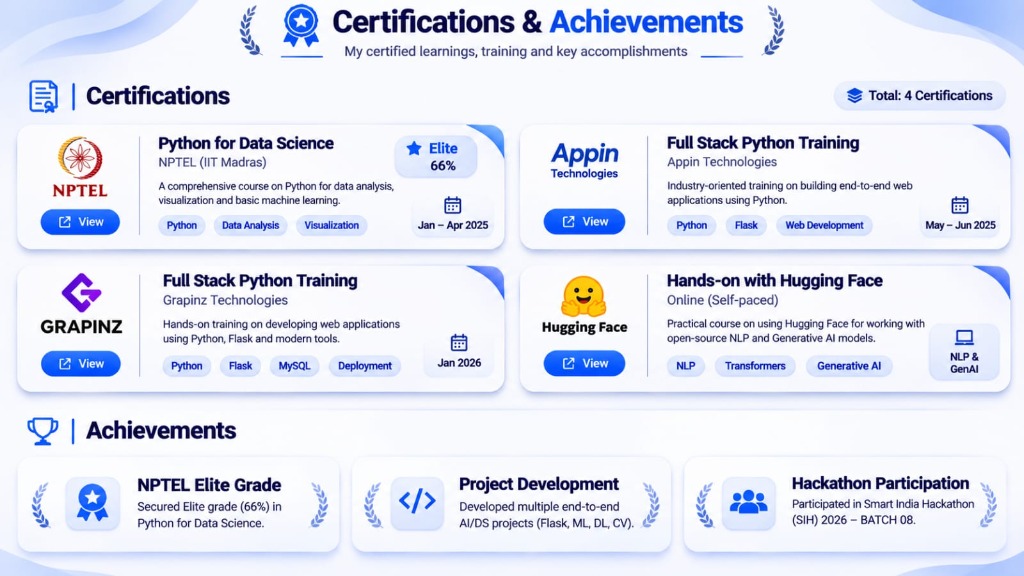 Certifications & Achievements
My certified learnings, training and key accomplishments
Certifications
Total: 4 Certifications
NPTEL
View
Python for Data Science
NPTEL (IIT Madras)
A comprehensive course on Python for data analysis,
visualization and basic machine learning.
Python
Data Analysis
Visualization
Elite
66%
Jan – Apr 2025
Appin
Technologies
View
Full Stack Python Training
Appin Technologies
Industry-oriented training on building end-to-end web
applications using Python.
Python
Flask
Web Development
May – Jun 2025
GRAPINZ
View
Full Stack Python Training
Grapinz Technologies
Hands-on training on developing web applications
using Python, Flask and modern tools.
Python
Flask
MySQL
Deployment
Jan 2026
Hugging Face
View
Hands-on with Hugging Face
Online (Self-paced)
Practical course on using Hugging Face for working with
open-source NLP and Generative AI models.
NLP
Transformers
Generative AI
NLP &
GenAI
Achievements
NPTEL Elite Grade
Secured Elite grade (66%) in
Python for Data Science.
Project Development
Developed multiple end-to-end
AI/DS projects (Flask, ML, DL, CV).
Hackathon Participation
Participated in Smart India Hackathon
(SIH) 2026 – BATCH 08.